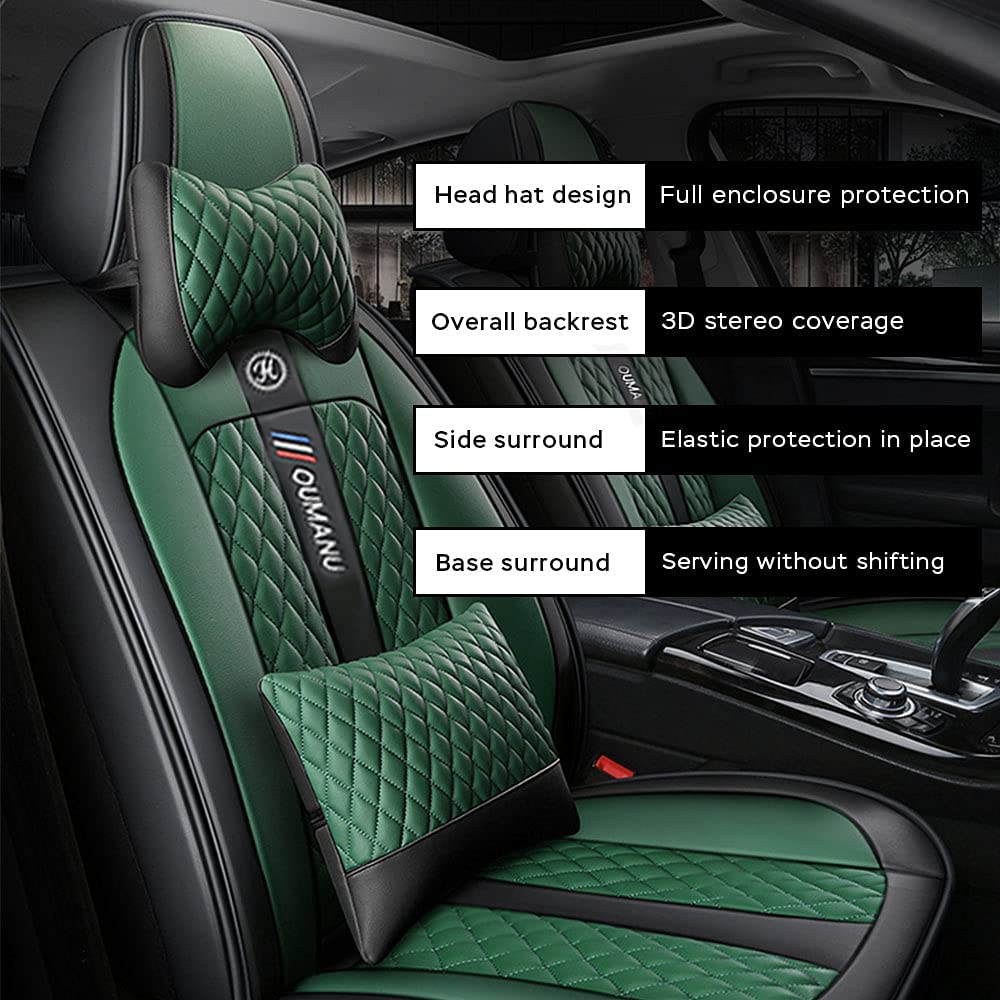 Head hat design Full enclosure protection
Overall backrest 3D stereo coverage
Side surround Elastic protection in place
Base surround Serving without shifting
H
OUMANU
OUMA